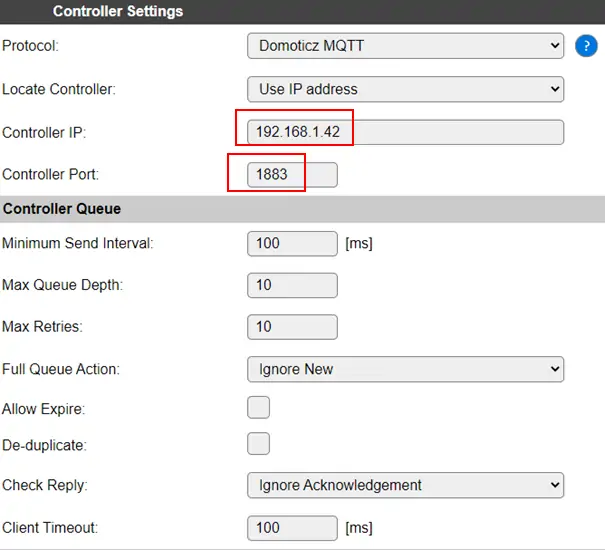 Controller Settings
Protocol: Domoticz MQTT ?
Locate Controller: Use IP address
Controller IP: 192.168.1.42
Controller Port: 1883
Controller Queue
Minimum Send Interval: 100 [ms]
Max Queue Depth: 10
Max Retries: 10
Full Queue Action: Ignore New
Allow Expire:
De-duplicate:
Check Reply: Ignore Acknowledgement
Client Timeout: 100 [ms]